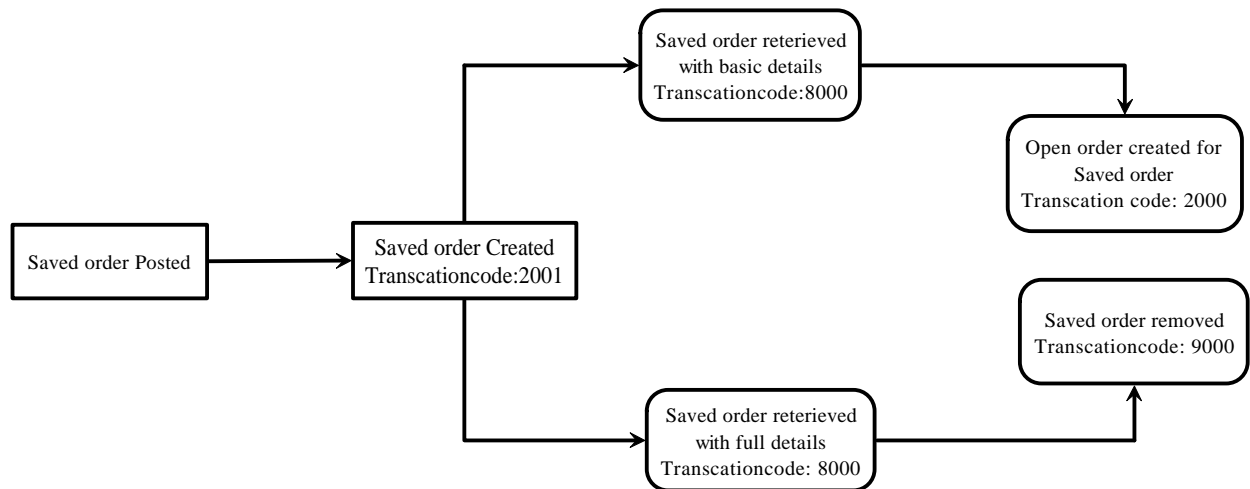 Saved order Posted
Saved order Created
Transcationcode:2001
Saved order reterieved
with basic details
Transcationcode:8000
Open order created for
Saved order
Transcation code: 2000
Saved order reterieved
with full details
Transcationcode: 8000
Saved order removed
Transcationcode: 9000